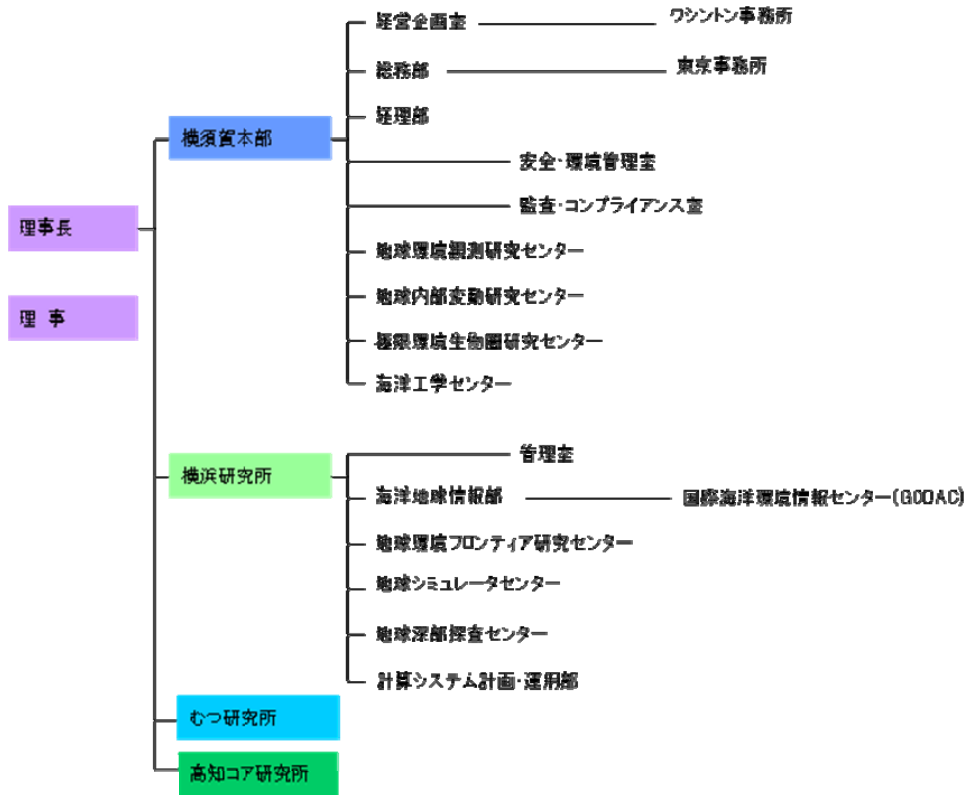 理事長
理 事
横須賀本部
経営企画室
ワシントン事務所
総務部
東京事務所
経理部
安全・環境管理室
監査・コンプライアンス室
地球環境観測研究センター
地球内部変動研究センター
極限環境生物圏研究センター
海洋工学センター
横浜研究所
管理室
海洋地球情報部
国際海洋環境情報センター(GODAC)
地球環境フロンティア研究センター
地球シミュレータセンター
地球深部探査センター
計算システム計画・運用部
むつ研究所
高知コア研究所